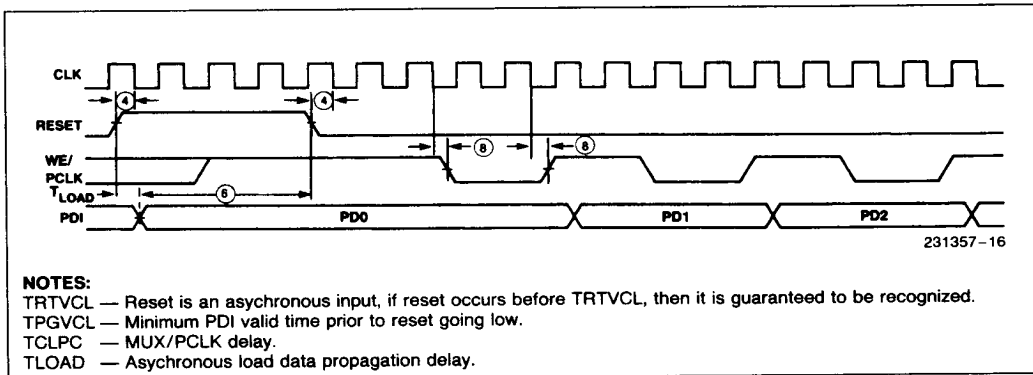 CLK
4
4
RESET
8
8
WE/
PCLK
TLOAD
6
PDI
PD0
PD1
PD2
231357-16
NOTES:
TRTVCL — Reset is an asychronous input, if reset occurs before TRTVCL, then it is guaranteed to be recognized.
TPGVCL — Minimum PDI valid time prior to reset going low.
TCLPC — MUX/PCLK delay.
TLOAD — Asychronous load data propagation delay.